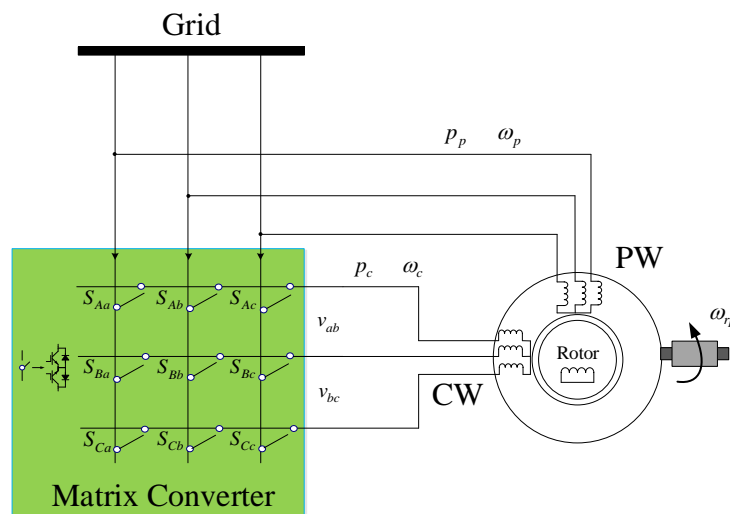 Grid
p_p ω_p
PW
p_c ω_c
S_Aa S_Ab S_Ac
v_ab
ω_r
S_Ba S_Bb S_Bc
Rotor
v_bc
CW
S_Ca S_Cb S_Cc
Matrix Converter